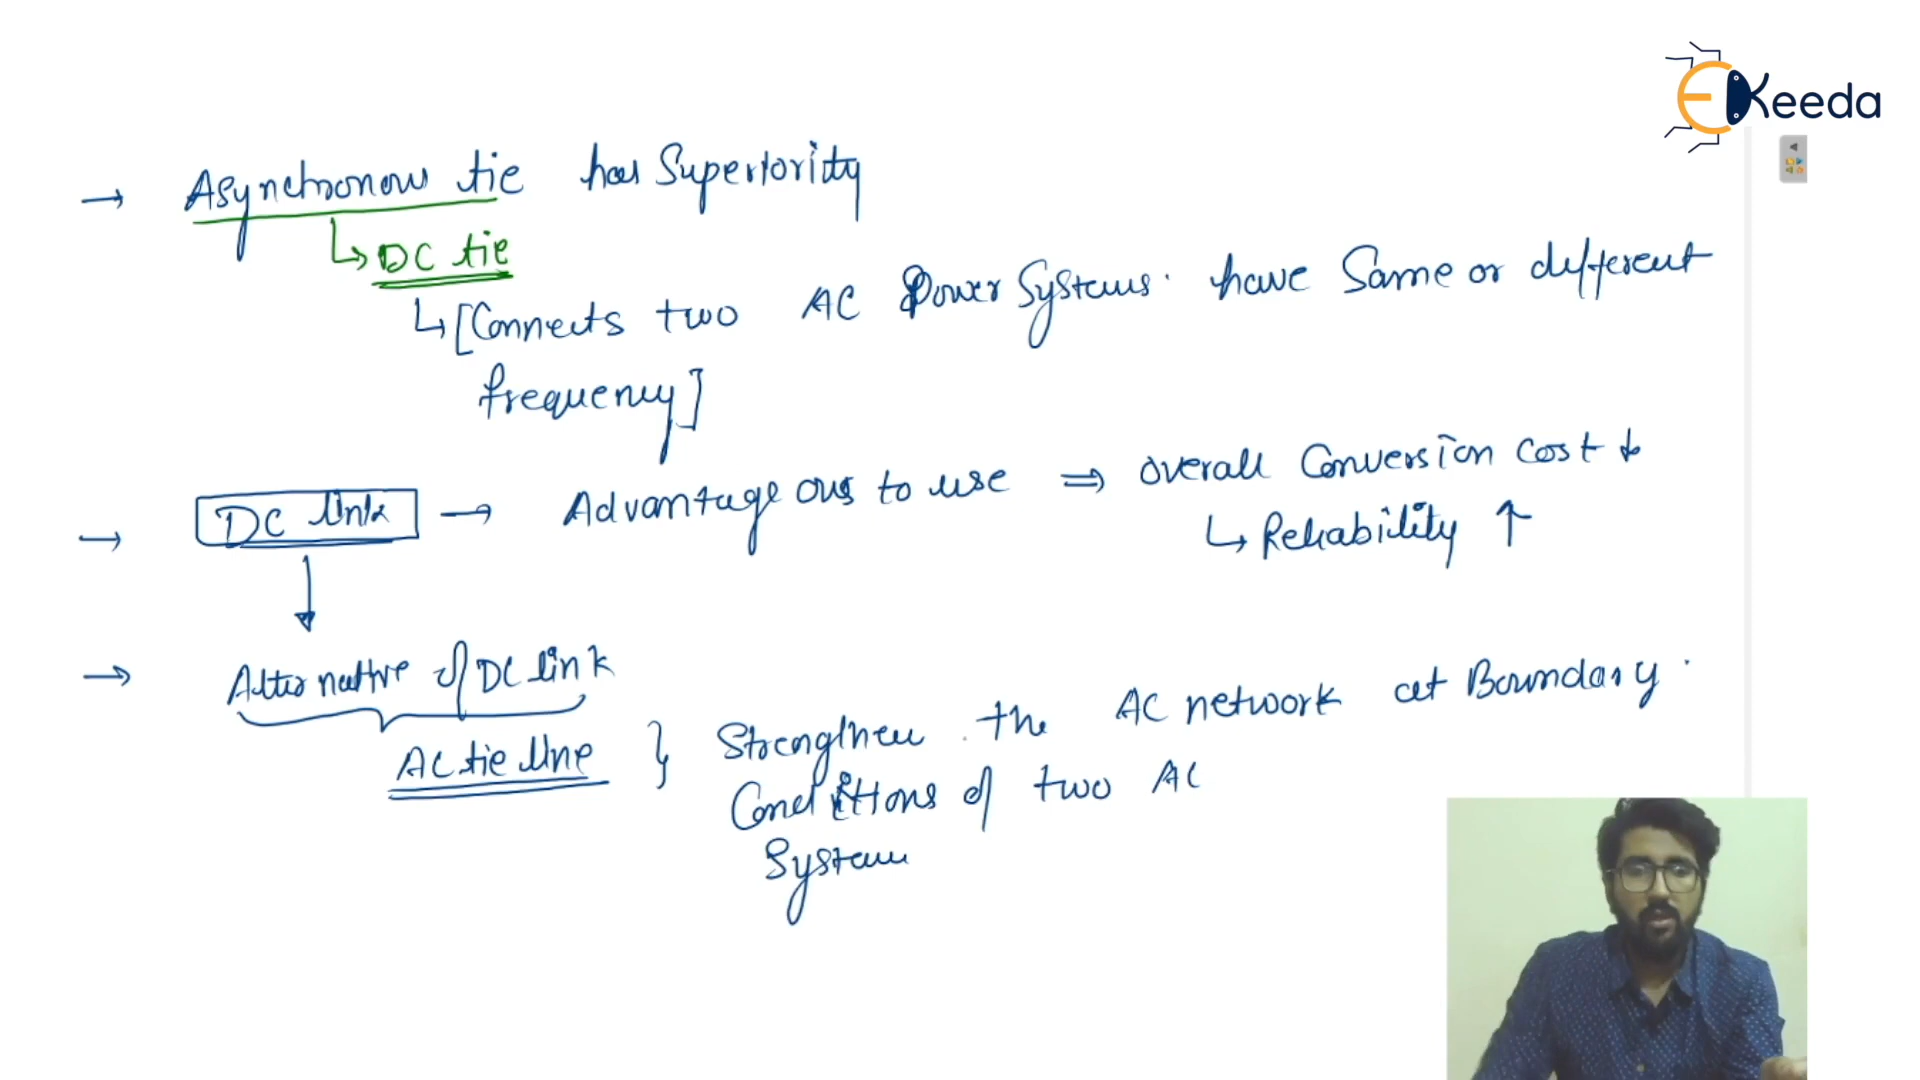 EKeeda
→ Asynchronous tie has Superiority
↳ DC tie
↳ [Connects two AC Power Systems. have Same or different
frequency]
→ DC link → Advantageous to use ⇒ overall Conversion cost ↓
↳ Reliability ↑
↓
→ Alternative of DC link
AC tie line } Strengthen the AC network at Boundary.
Conditions of two AC
System